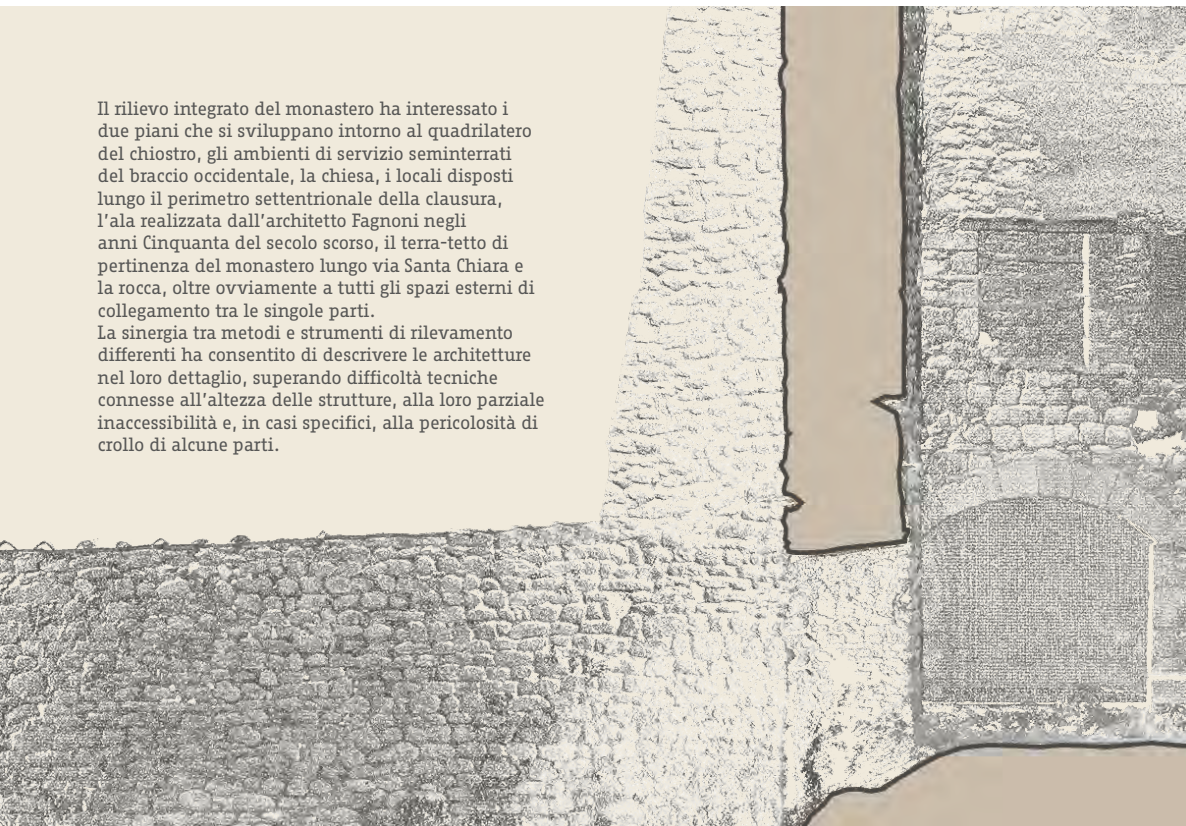 Il rilievo integrato del monastero ha interessato i
due piani che si sviluppano intorno al quadrilatero
del chiostro, gli ambienti di servizio seminterrati
del braccio occidentale, la chiesa, i locali disposti
lungo il perimetro settentrionale della clausura,
l’ala realizzata dall’architetto Fagnoni negli
anni Cinquanta del secolo scorso, il terra-tetto di
pertinenza del monastero lungo via Santa Chiara e
la rocca, oltre ovviamente a tutti gli spazi esterni di
collegamento tra le singole parti.
La sinergia tra metodi e strumenti di rilevamento
differenti ha consentito di descrivere le architetture
nel loro dettaglio, superando difficoltà tecniche
connesse all’altezza delle strutture, alla loro parziale
inaccessibilità e, in casi specifici, alla pericolosità di
crollo di alcune parti.